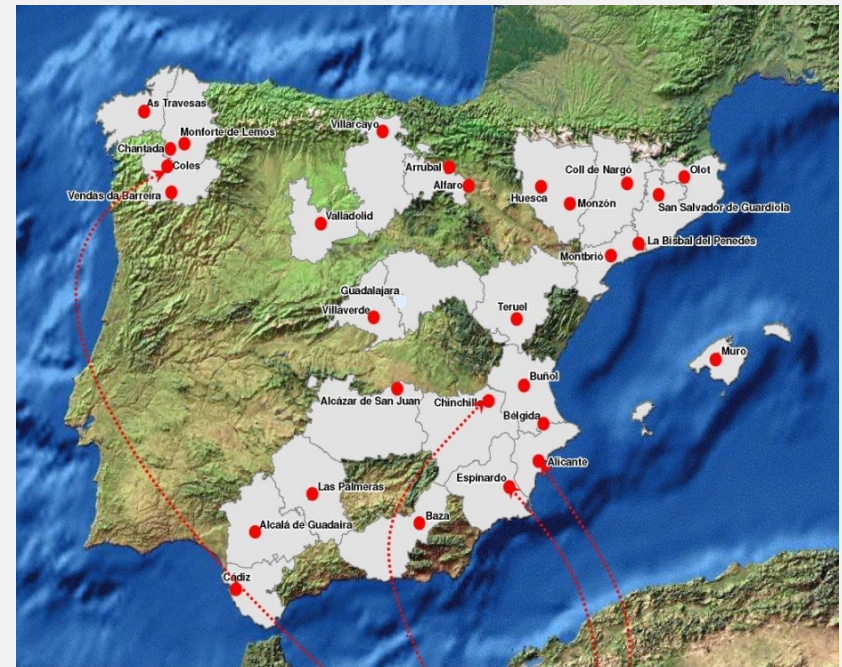 As Travesas
Villarcayo
Monforte de Lemos
Chantada
Coles
Arrubal
Alfaro
Coll de Nargó
Olot
Vendas da Barreira
Huesca
Monzón
San Salvador de Guardiola
Valladolid
La Bisbal del Penedés
Montbrió
Guadalajara
Villaverde
Teruel
Muro
Buñol
Alcázar de San Juan
Chinchilla
Bélgida
Alicante
Espinardo
Las Palmeras
Baza
Alcalá de Guadaira
Cádiz